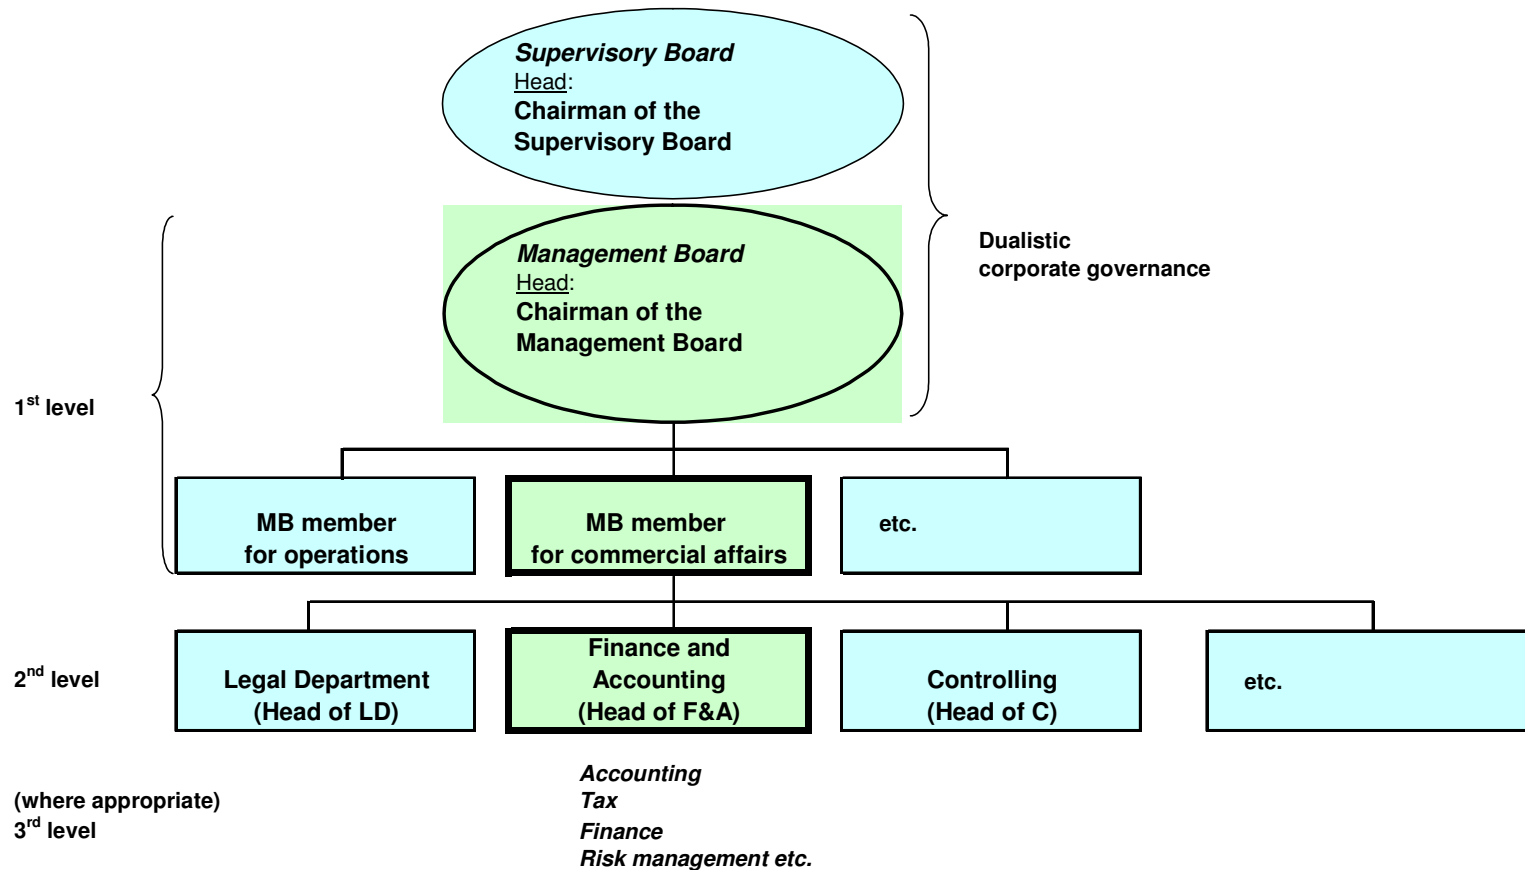 Supervisory Board
Head:
Chairman of the
Supervisory Board
Management Board
Head:
Chairman of the
Management Board
Dualistic
corporate governance
1st level
MB member
for operations
MB member
for commercial affairs
etc.
2nd level
Legal Department
(Head of LD)
Finance and
Accounting
(Head of F&A)
Controlling
(Head of C)
etc.
(where appropriate)
3rd level
Accounting
Tax
Finance
Risk management etc.